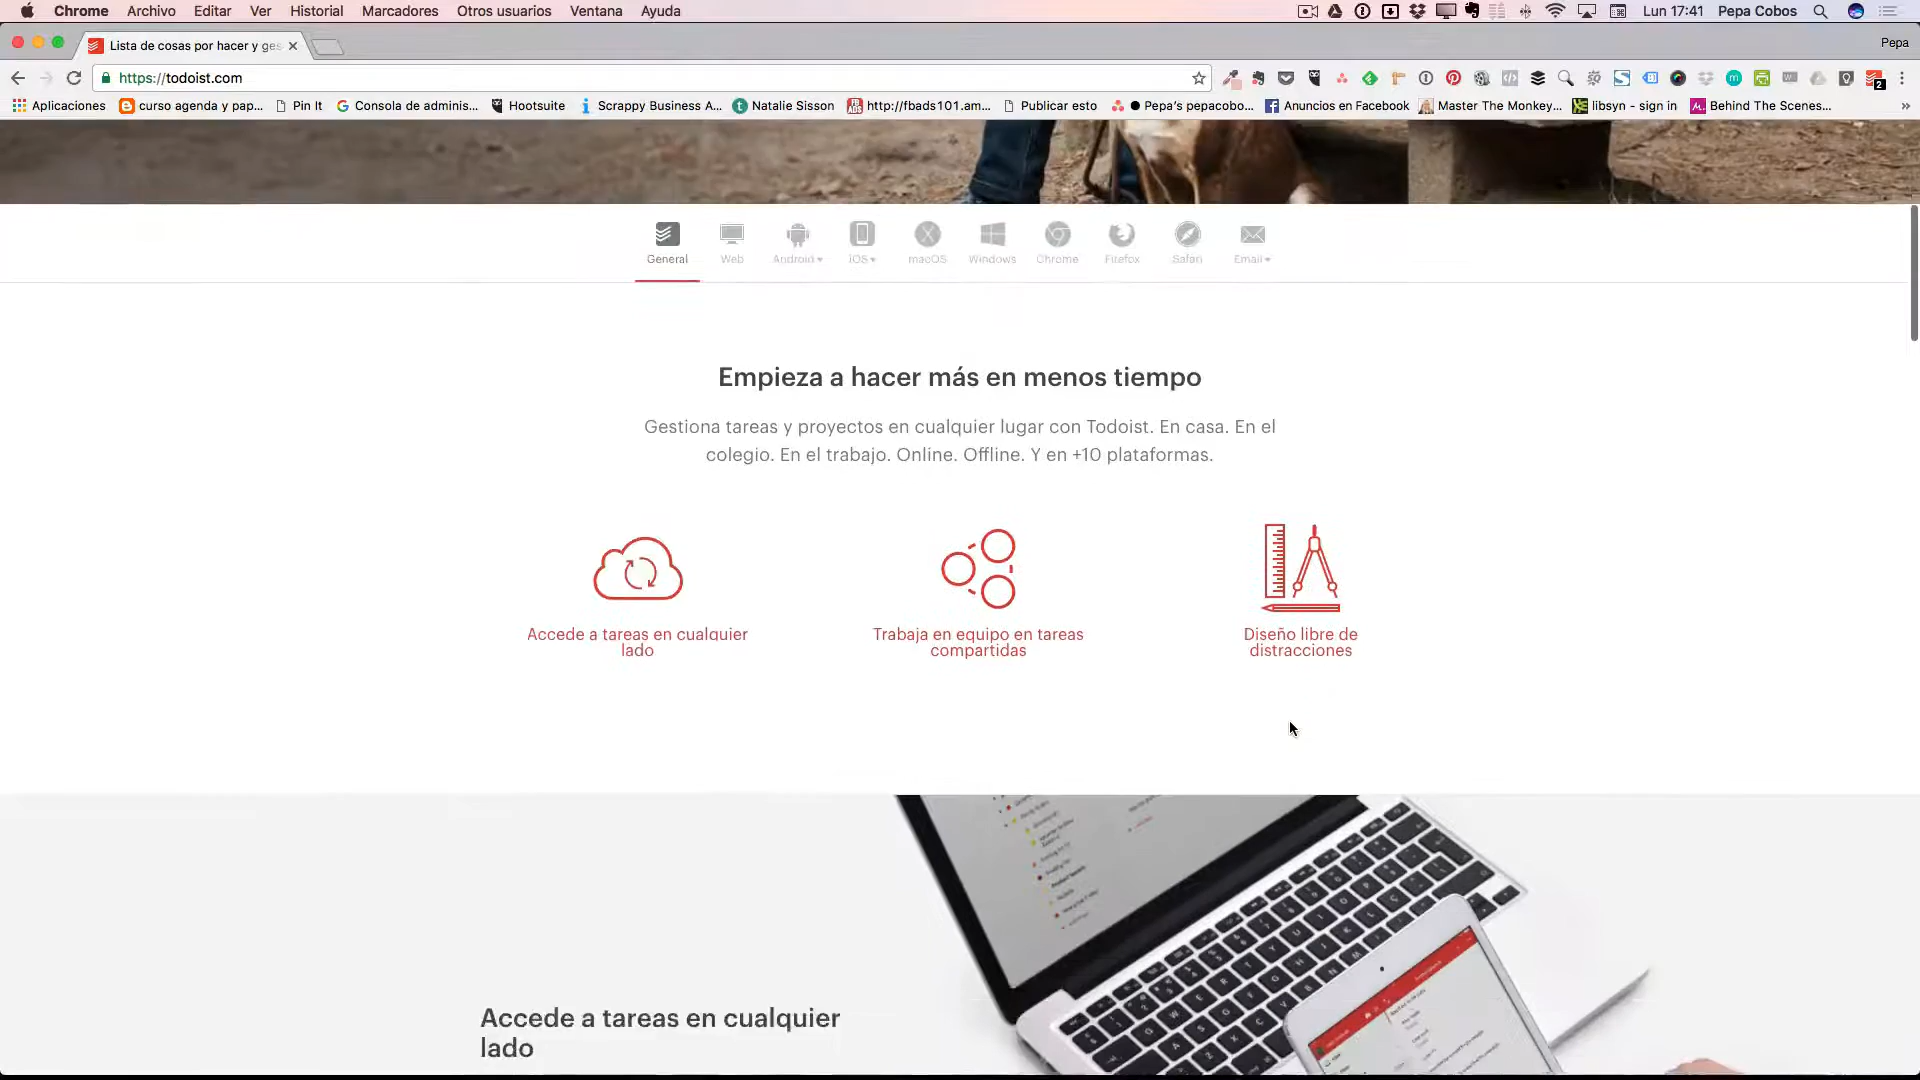 Chrome Archivo Editar Ver Historial Marcadores Otros usuarios Ventana Ayuda Lun 17:41 Pepa Cobos
Lista de cosas por hacer y ges Pepa
https://todoist.com
Aplicaciones curso agenda y pap... Pin It Consola de adminis... Hootsuite Scrappy Business A... Natalie Sisson http://fbads101.am... Publicar esto Pepa's pepacobo... Anuncios en Facebook Master The Monkey... libsyn - sign in Behind The Scenes...
General Web Android iOS macOS Windows Chrome Firefox Safari Email
Empieza a hacer más en menos tiempo
Gestiona tareas y proyectos en cualquier lugar con Todoist. En casa. En el
colegio. En el trabajo. Online. Offline. Y en +10 plataformas.
Accede a tareas en cualquier
lado
Trabaja en equipo en tareas
compartidas
Diseño libre de
distracciones
Accede a tareas en cualquier
lado